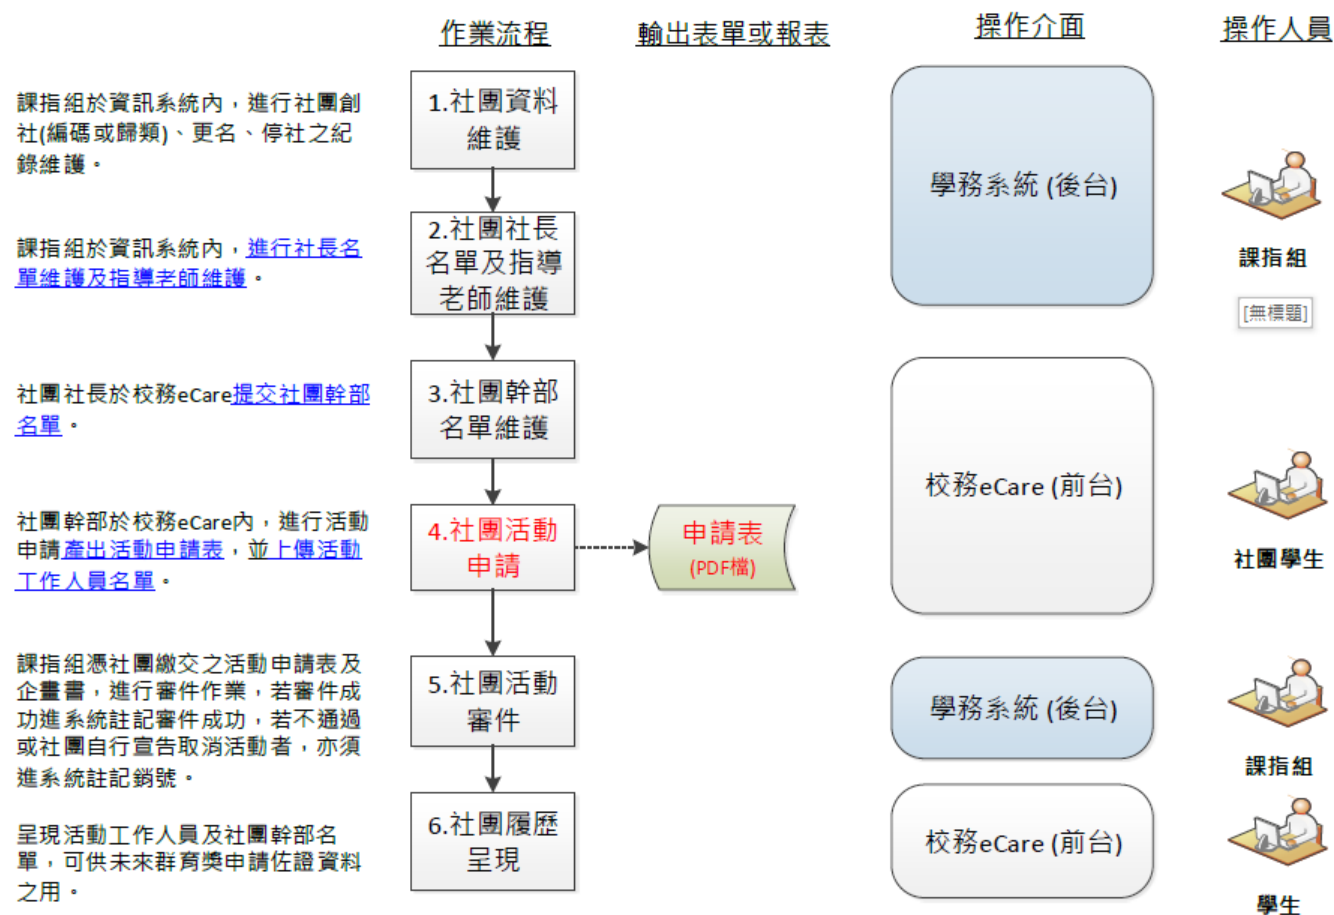 作業流程
輸出表單或報表
操作介面
操作人員
課指組於資訊系統內，進行社團創
社(編碼或歸類)、更名、停社之紀
錄維護。
1.社團資料
維護
學務系統 (後台)
課指組於資訊系統內，進行社長名
單維護及指導老師維護。
2.社團社長
名單及指導
老師維護
課指組
[無標題]
社團社長於校務eCare提交社團幹部
名單。
3.社團幹部
名單維護
校務eCare (前台)
社團幹部於校務eCare內，進行活動
申請產出活動申請表，並上傳活動
工作人員名單。
4.社團活動
申請
申請表
(PDF檔)
社團學生
課指組憑社團繳交之活動申請表及
企畫書，進行審件作業，若審件成
功進系統註記審件成功，若不通過
或社團自行宣告取消活動者，亦須
進系統註記銷號。
5.社團活動
審件
學務系統 (後台)
課指組
呈現活動工作人員及社團幹部名
單，可供未來群育獎申請佐證資料
之用。
6.社團履歷
呈現
校務eCare (前台)
學生